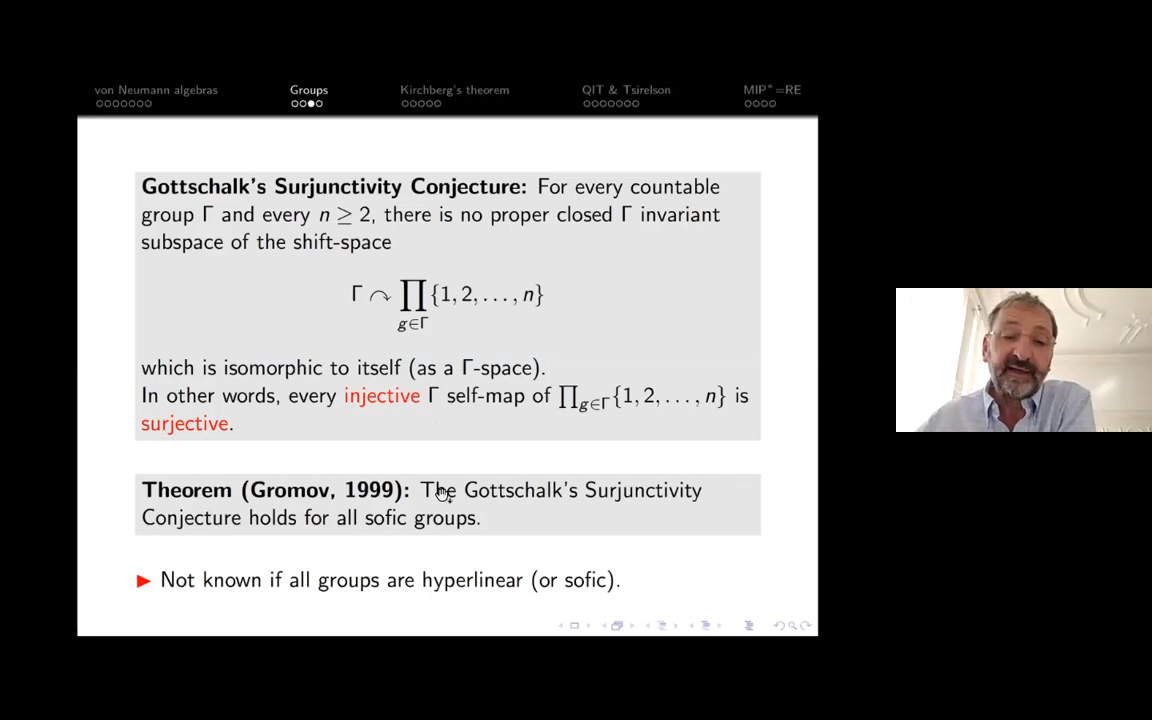 von Neumann algebras Groups Kirchberg's theorem QIT & Tsirelson MIP*=RE
Gottschalk's Surjunctivity Conjecture: For every countable
group Γ and every n ≥ 2, there is no proper closed Γ invariant
subspace of the shift-space
Γ ↷ ∏_{g∈Γ} {1, 2, . . . , n}
which is isomorphic to itself (as a Γ-space).
In other words, every injective Γ self-map of ∏_{g∈Γ}{1, 2, . . . , n} is
surjective.
Theorem (Gromov, 1999): The Gottschalk's Surjunctivity
Conjecture holds for all sofic groups.
Not known if all groups are hyperlinear (or sofic).